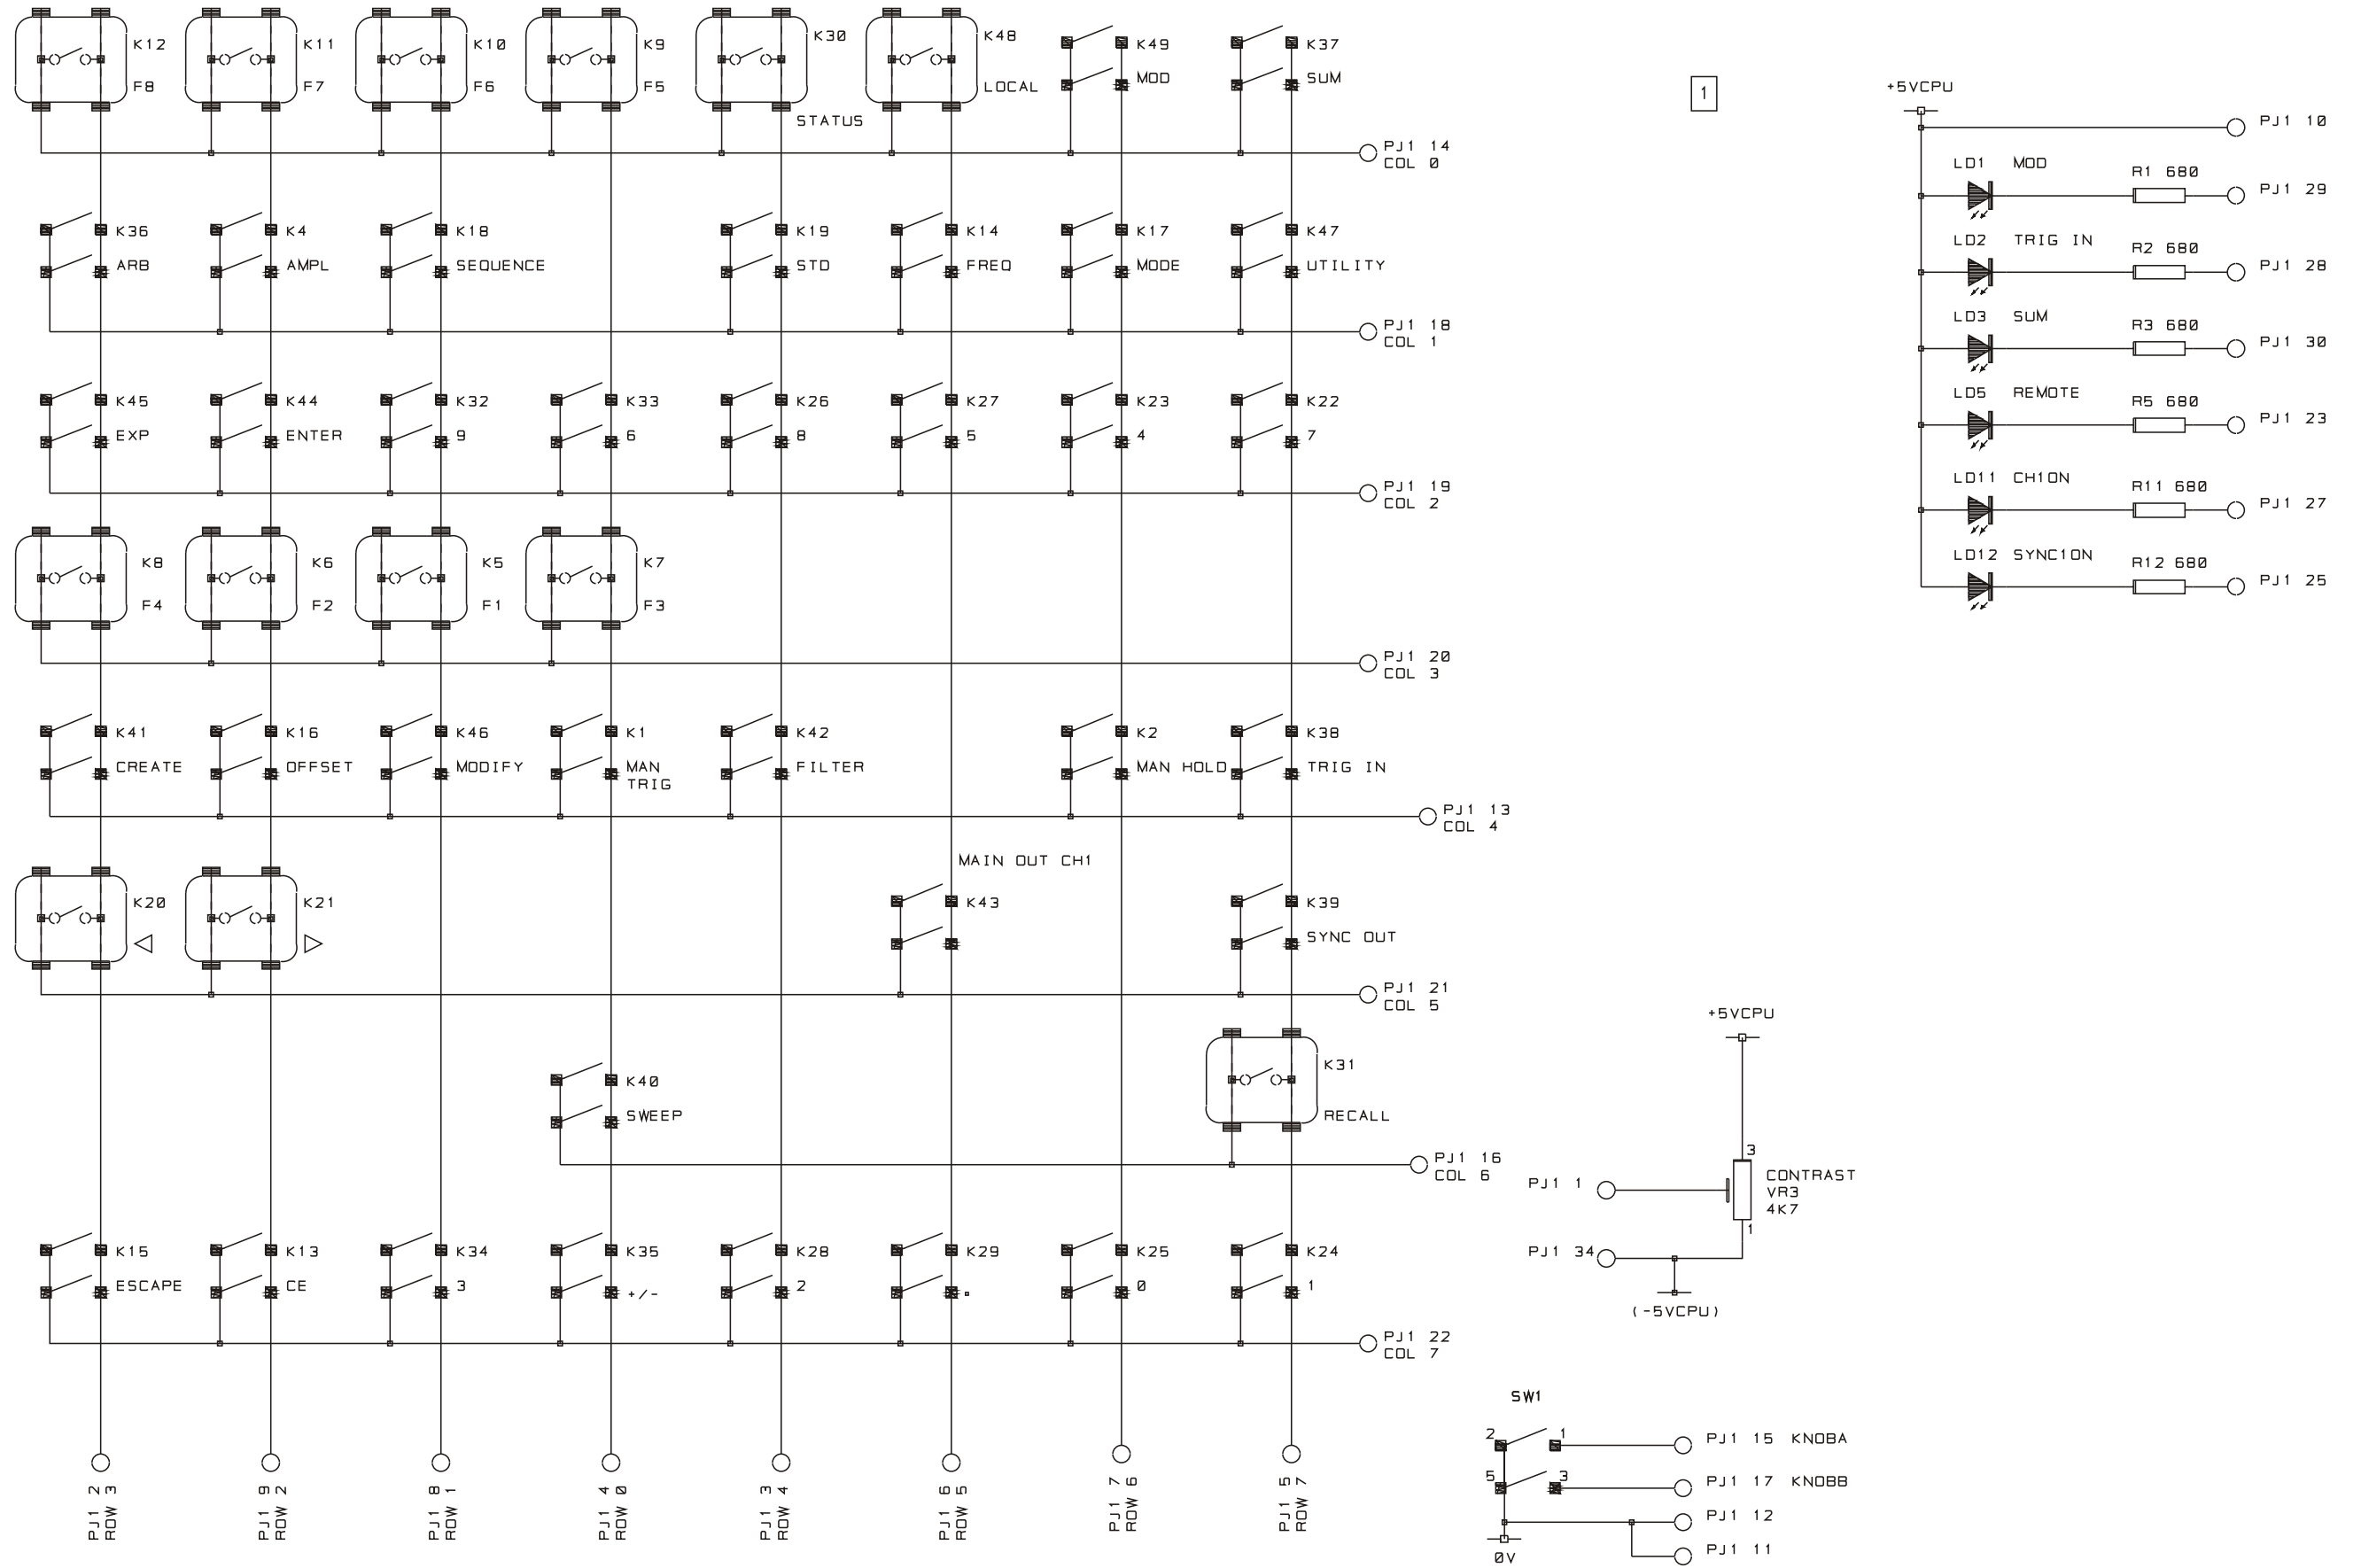 K12
F8
K11
F7
K10
F6
K9
F5
K30
STATUS
K48
LOCAL
K49
MOD
K37
SUM
PJ1 14
COL 0
K36
ARB
K4
AMPL
K18
SEQUENCE
K19
STD
K14
FREQ
K17
MODE
K47
UTILITY
PJ1 18
COL 1
K45
EXP
K44
ENTER
K32
9
K33
6
K26
8
K27
5
K23
4
K22
7
PJ1 19
COL 2
K8
F4
K6
F2
K5
F1
K7
F3
PJ1 20
COL 3
K41
CREATE
K16
OFFSET
K46
MODIFY
K1
MAN
TRIG
K42
FILTER
K2
MAN HOLD
K38
TRIG IN
PJ1 13
COL 4
K20
K21
MAIN OUT CH1
K43
K39
SYNC OUT
PJ1 21
COL 5
K40
SWEEP
K31
RECALL
PJ1 16
COL 6
K15
ESCAPE
K13
CE
K34
3
K35
+/-
K28
2
K29
.
K25
0
K24
1
PJ1 22
COL 7
PJ1 2
ROW 3
PJ1 9
ROW 2
PJ1 8
ROW 1
PJ1 4
ROW 0
PJ1 3
ROW 4
PJ1 6
ROW 5
PJ1 7
ROW 6
PJ1 5
ROW 7
1
+5VCPU
PJ1 10
LD1 MOD
R1 680
PJ1 29
LD2 TRIG IN
R2 680
PJ1 28
LD3 SUM
R3 680
PJ1 30
LD5 REMOTE
R5 680
PJ1 23
LD11 CH1ON
R11 680
PJ1 27
LD12 SYNC1ON
R12 680
PJ1 25
+5VCPU
3
PJ1 1
CONTRAST
VR3
4K7
1
PJ1 34
(-5VCPU)
SW1
2
1
PJ1 15 KNOBA
5
3
PJ1 17 KNOBB
PJ1 12
PJ1 11
0V